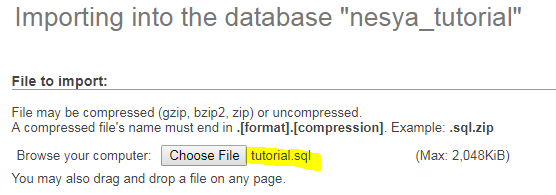 Importing into the database "nesya_tutorial"
File to import:
File may be compressed (gzip, bzip2, zip) or uncompressed.
A compressed file's name must end in .[format].[compression]. Example: .sql.zip
Browse your computer: Choose File tutorial.sql (Max: 2,048KiB)
You may also drag and drop a file on any page.